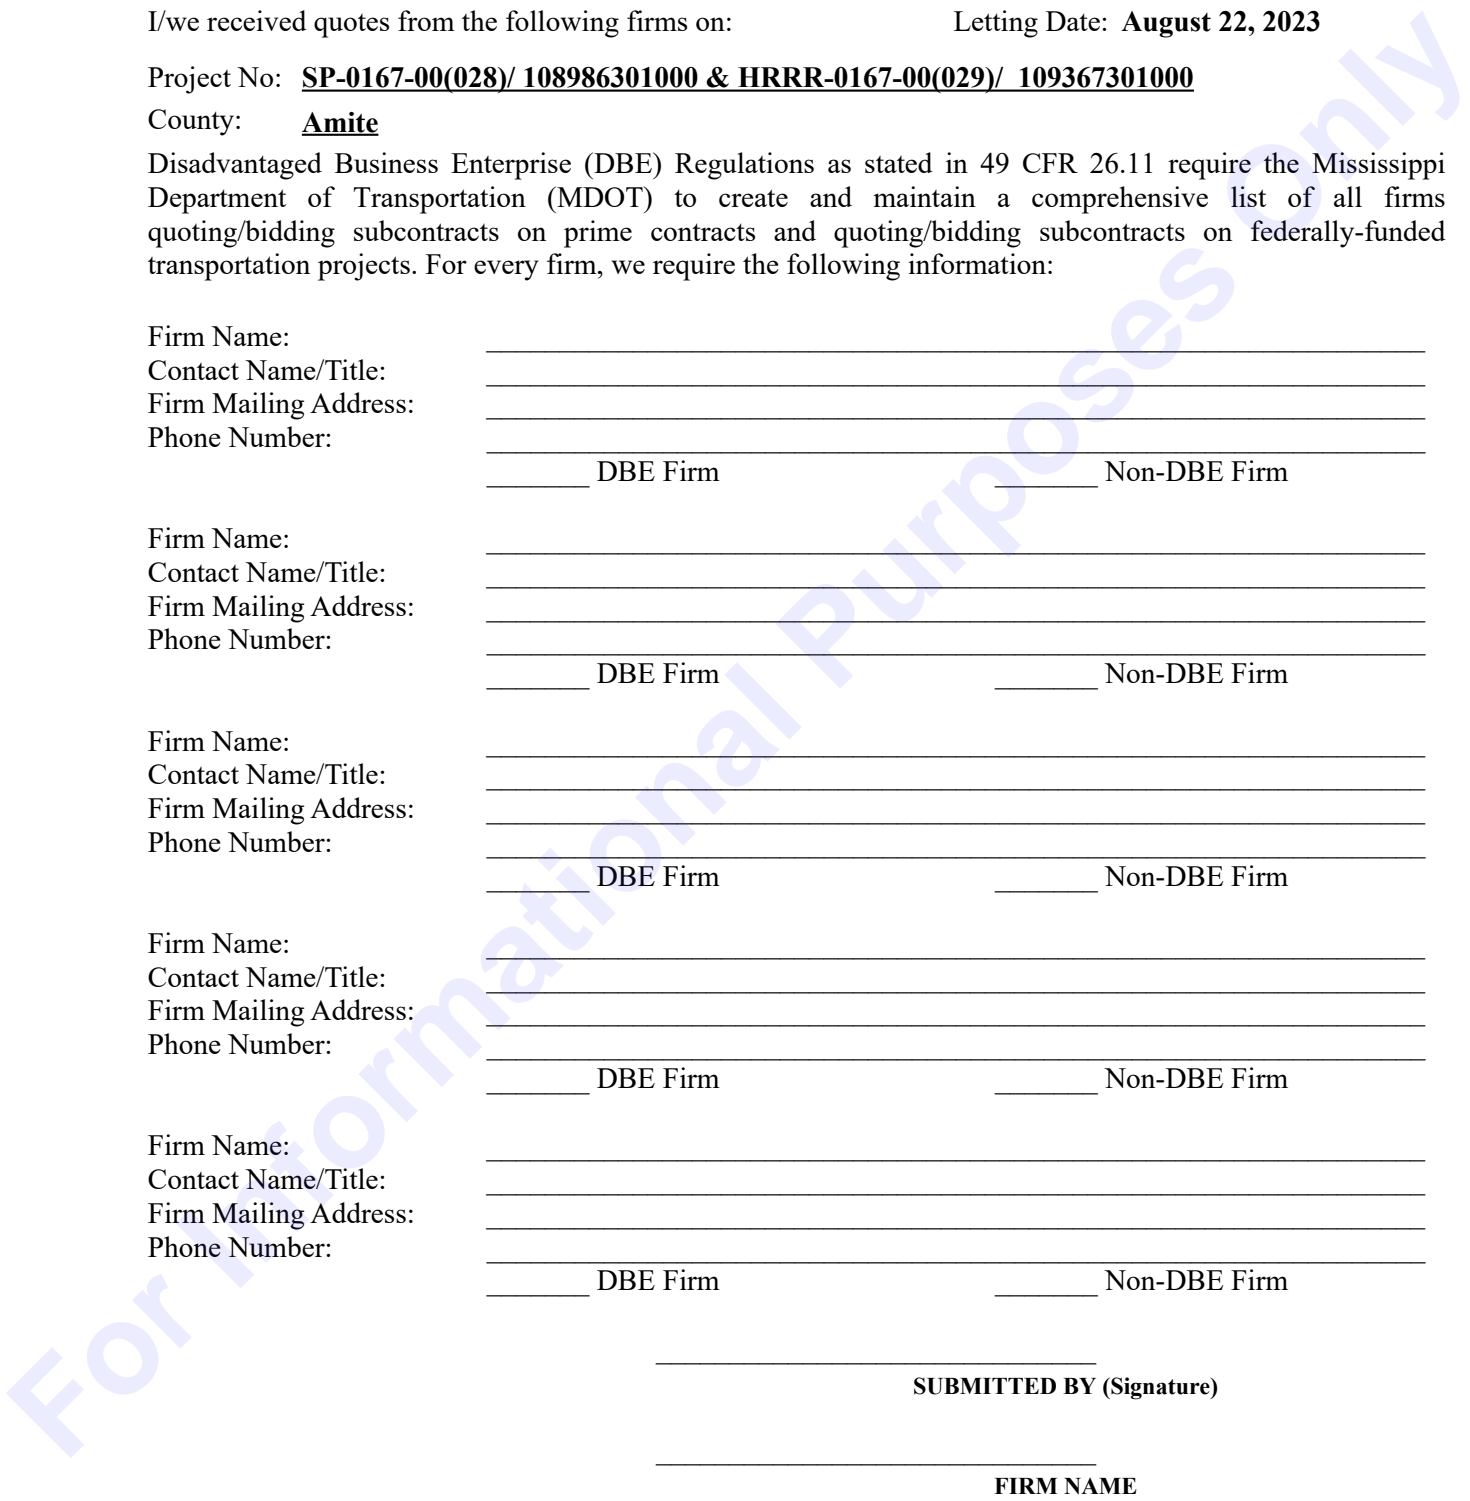 I/we received quotes from the following firms on: Letting Date: August 22, 2023
Project No: SP-0167-00(028)/ 108986301000 & HRRR-0167-00(029)/ 109367301000
County: Amite
Disadvantaged Business Enterprise (DBE) Regulations as stated in 49 CFR 26.11 require the Mississippi
Department of Transportation (MDOT) to create and maintain a comprehensive list of all firms
quoting/bidding subcontracts on prime contracts and quoting/bidding subcontracts on federally-funded
transportation projects. For every firm, we require the following information:
Firm Name:
Contact Name/Title:
Firm Mailing Address:
Phone Number:
DBE Firm Non-DBE Firm
Firm Name:
Contact Name/Title:
Firm Mailing Address:
Phone Number:
DBE Firm Non-DBE Firm
Firm Name:
Contact Name/Title:
Firm Mailing Address:
Phone Number:
DBE Firm Non-DBE Firm
Firm Name:
Contact Name/Title:
Firm Mailing Address:
Phone Number:
DBE Firm Non-DBE Firm
Firm Name:
Contact Name/Title:
Firm Mailing Address:
Phone Number:
DBE Firm Non-DBE Firm
SUBMITTED BY (Signature)
FIRM NAME
For Informational Purposes Only